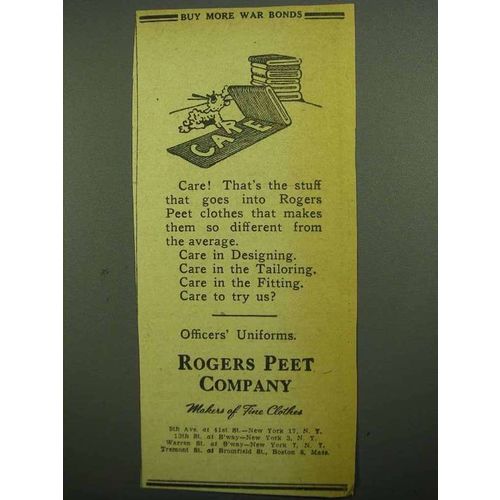 BUY MORE WAR BONDS
CARE
Care! That's the stuff
that goes into Rogers
Peet clothes that makes
them so different from
the average.
Care in Designing.
Care in the Tailoring.
Care in the Fitting.
Care to try us?
Officers' Uniforms.
ROGERS PEET
COMPANY
Makers of Fine Clothes
5th Ave. at 41st St.—New York 17, N. Y.
13th St. at B'way—New York 3, N. Y.
Warren St. at B'way—New York 7, N. Y.
Tremont St. at Bromfield St., Boston 8, Mass.